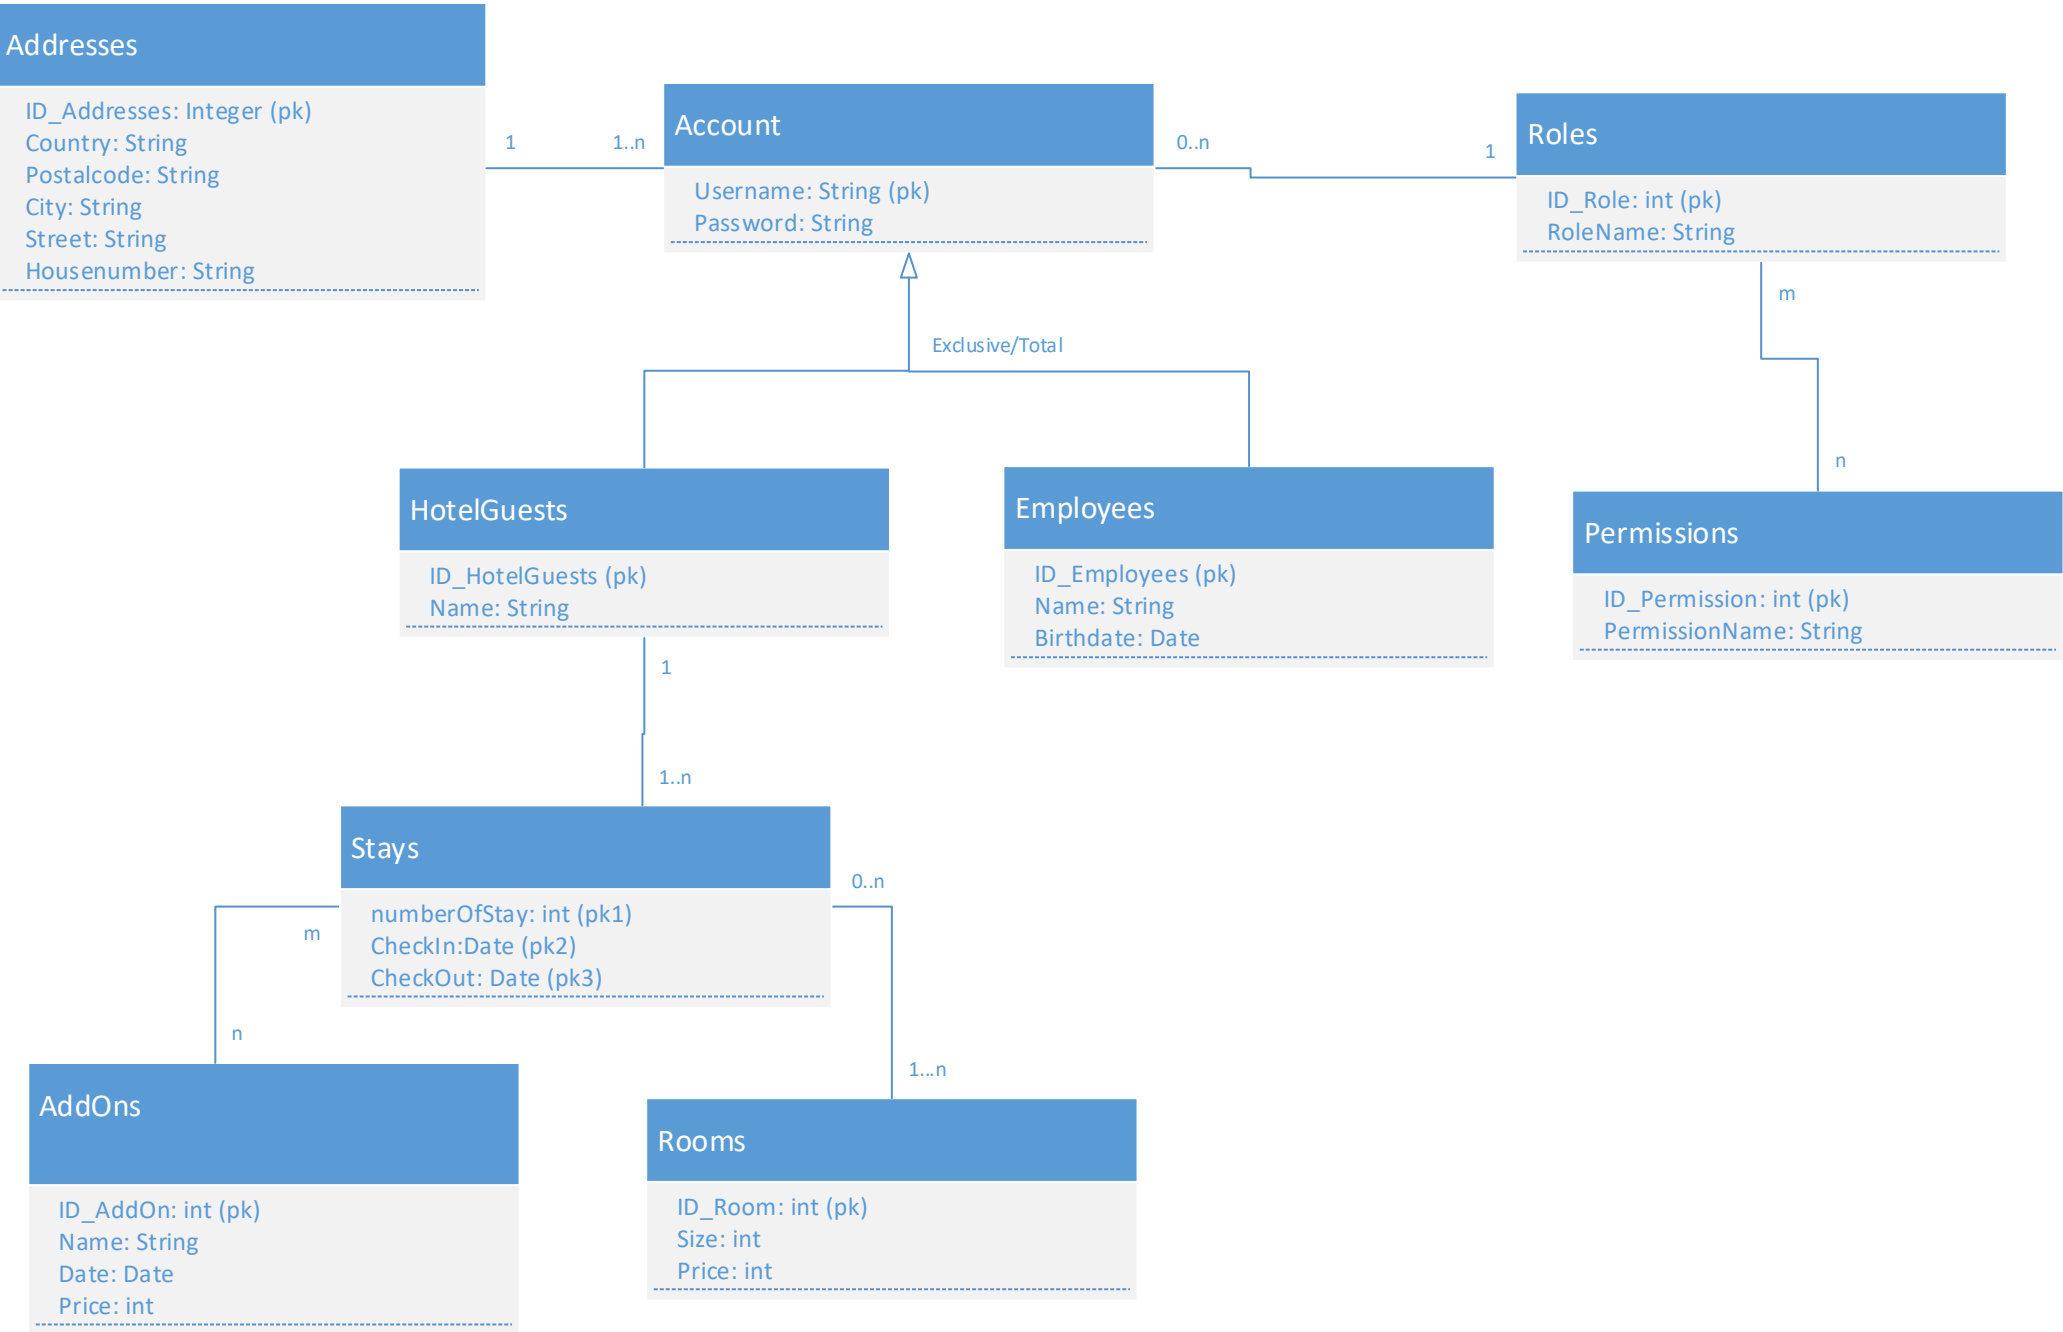 Addresses
ID_Addresses: Integer (pk)
Country: String
Postalcode: String
City: String
Street: String
Housenumber: String
1
1..n
Account
Username: String (pk)
Password: String
0..n
1
Roles
ID_Role: int (pk)
RoleName: String
m
n
Exclusive/Total
HotelGuests
ID_HotelGuests (pk)
Name: String
Employees
ID_Employees (pk)
Name: String
Birthdate: Date
Permissions
ID_Permission: int (pk)
PermissionName: String
1
1..n
Stays
numberOfStay: int (pk1)
CheckIn:Date (pk2)
CheckOut: Date (pk3)
m
n
0..n
1...n
AddOns
ID_AddOn: int (pk)
Name: String
Date: Date
Price: int
Rooms
ID_Room: int (pk)
Size: int
Price: int